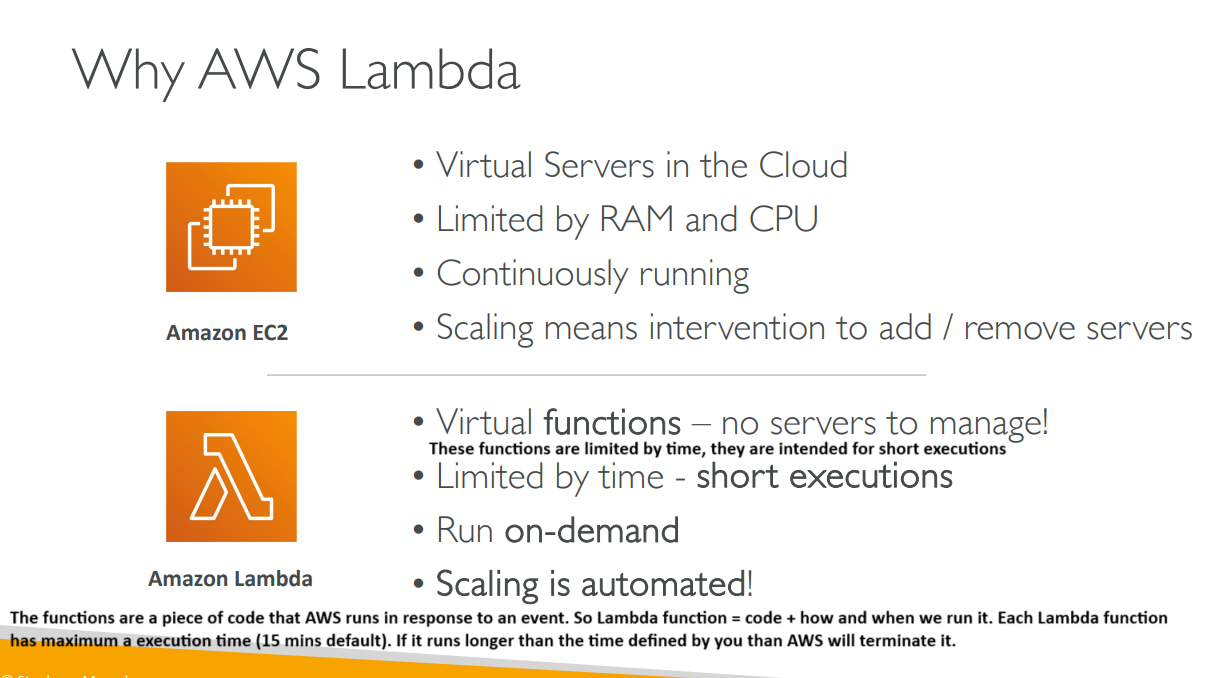 Why AWS Lambda
• Virtual Servers in the Cloud
• Limited by RAM and CPU
• Continuously running
• Scaling means intervention to add / remove servers
Amazon EC2
• Virtual functions – no servers to manage!
These functions are limited by time, they are intended for short executions
• Limited by time - short executions
• Run on-demand
• Scaling is automated!
Amazon Lambda
The functions are a piece of code that AWS runs in response to an event. So Lambda function = code + how and when we run it. Each Lambda function
has maximum a execution time (15 mins default). If it runs longer than the time defined by you than AWS will terminate it.